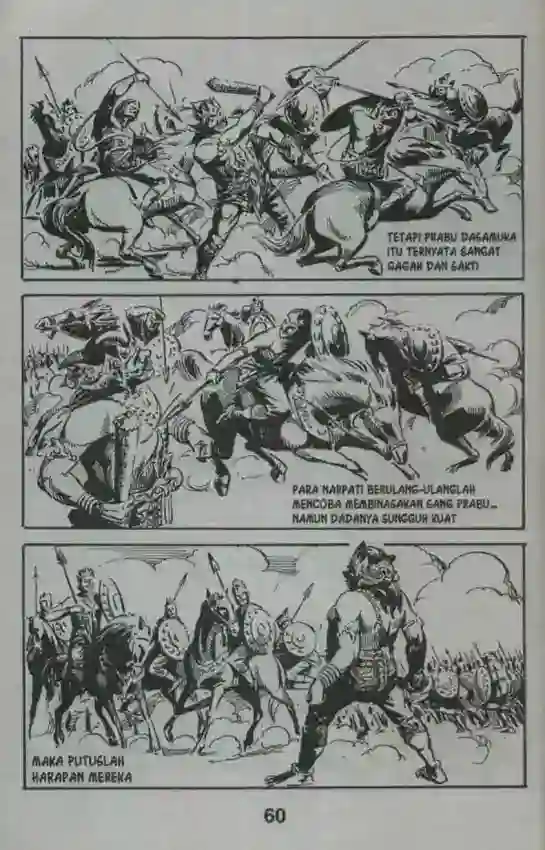 TETAPI PRABU DASAMUKA
ITU TERNYATA SANGAT
GAGAH DAN SAKTI
PARA NARPATI BERULANG-ULANGLAH
MENCOBA MEMBINASAKAN SANG PRABU...
NAMUN DADANYA SUNGGUH KUAT
MAKA PUTUSLAH
HARAPAN MEREKA
60